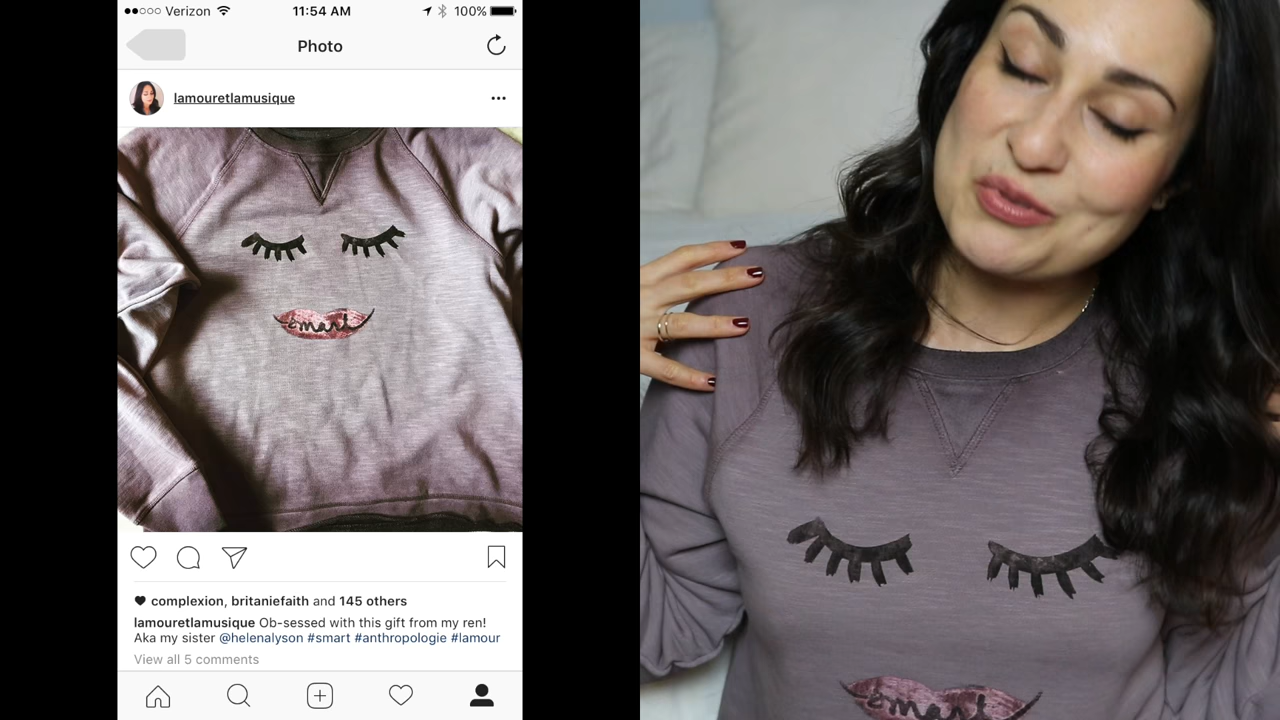 Verizon 11:54 AM 100%
Photo
lamouretlamusique
smart
complexion, britaniefaith and 145 others
lamouretlamusique Ob-sessed with this gift from my ren!
Aka my sister @helenalyson #smart #anthropologie #lamour
View all 5 comments
smart